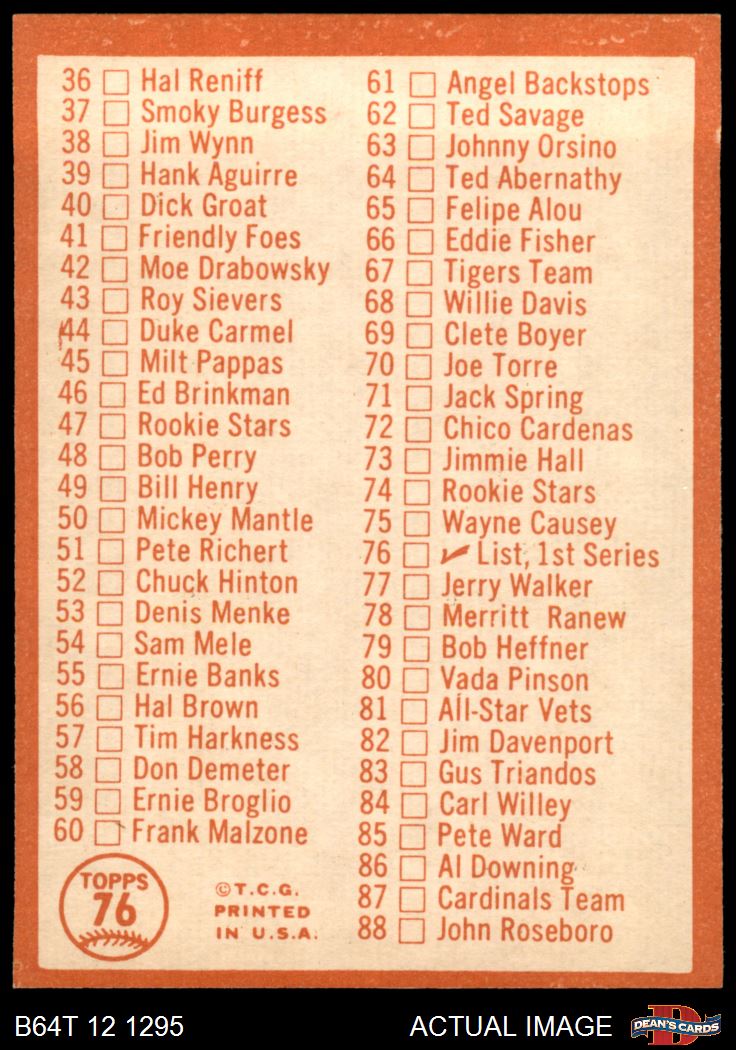 36 Hal Reniff
37 Smoky Burgess
38 Jim Wynn
39 Hank Aguirre
40 Dick Groat
41 Friendly Foes
42 Moe Drabowsky
43 Roy Sievers
44 Duke Carmel
45 Milt Pappas
46 Ed Brinkman
47 Rookie Stars
48 Bob Perry
49 Bill Henry
50 Mickey Mantle
51 Pete Richert
52 Chuck Hinton
53 Denis Menke
54 Sam Mele
55 Ernie Banks
56 Hal Brown
57 Tim Harkness
58 Don Demeter
59 Ernie Broglio
60 Frank Malzone
TOPPS
76
©T.C.G.
PRINTED
IN U.S.A.
61 Angel Backstops
62 Ted Savage
63 Johnny Orsino
64 Ted Abernathy
65 Felipe Alou
66 Eddie Fisher
67 Tigers Team
68 Willie Davis
69 Clete Boyer
70 Joe Torre
71 Jack Spring
72 Chico Cardenas
73 Jimmie Hall
74 Rookie Stars
75 Wayne Causey
76 ✓ List, 1st Series
77 Jerry Walker
78 Merritt Ranew
79 Bob Heffner
80 Vada Pinson
81 All-Star Vets
82 Jim Davenport
83 Gus Triandos
84 Carl Willey
85 Pete Ward
86 Al Downing
87 Cardinals Team
88 John Roseboro
B64T 12 1295
ACTUAL IMAGE
DEAN'S CARDS